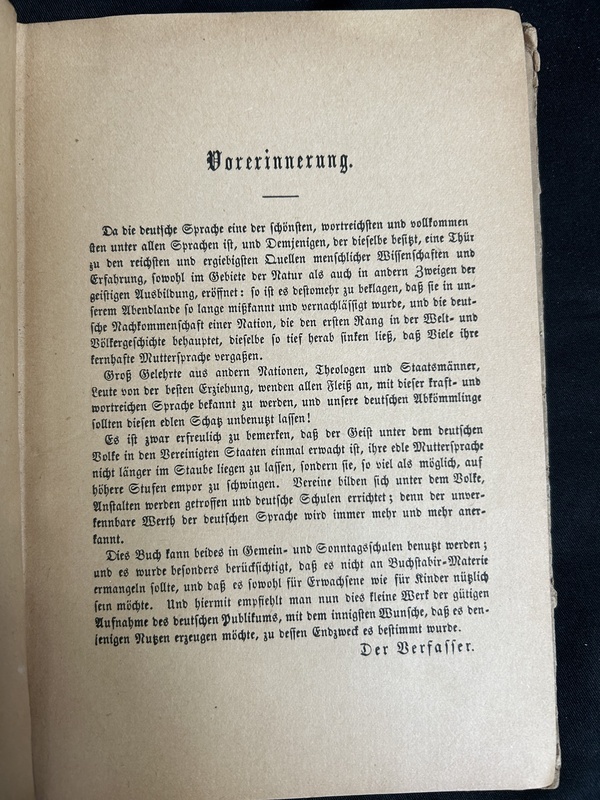 Vorerinnerung.
Da die deutsche Sprache eine der schönsten, wortreichsten und vollkommen
sten unter allen Sprachen ist, und Demjenigen, der dieselbe besitzt, eine Thür
zu den reichsten und ergiebigsten Quellen menschlicher Wissenschaften und
Erfahrung, sowohl im Gebiete der Natur als auch in andern Zweigen der
geistigen Ausbildung, eröffnet: so ist es destomehr zu beklagen, daß sie in un-
serem Abendlande so lange mißkannt und vernachlässigt wurde, und die deut-
sche Nachkommenschaft einer Nation, die den ersten Rang in der Welt- und
Völkergeschichte behauptet, dieselbe so tief herab sinken ließ, daß Viele ihre
kernhafte Muttersprache vergaßen.
Groß Gelehrte aus andern Nationen, Theologen und Staatsmänner,
Leute von der besten Erziehung, wenden allen Fleiß an, mit dieser kraft- und
wortreichen Sprache bekannt zu werden, und unsere deutschen Abkömmlinge
sollten diesen edlen Schatz unbenutzt lassen!
Es ist zwar erfreulich zu bemerken, daß der Geist unter dem deutschen
Volke in den Vereinigten Staaten einmal erwacht ist, ihre edle Muttersprache
nicht länger im Staube liegen zu lassen, sondern sie, so viel als möglich, auf
höhere Stufen empor zu schwingen. Vereine bilden sich unter dem Volke,
Anstalten werden getroffen und deutsche Schulen errichtet; denn der unver-
kennbare Werth der deutschen Sprache wird immer mehr und mehr aner-
kannt.
Dies Buch kann beides in Gemein- und Sonntagsschulen benutzt werden;
und es wurde besonders berücksichtigt, daß es nicht an Buchstabir-Materie
ermangeln sollte, und daß es sowohl für Erwachsene wie für Kinder nützlich
sein möchte. Und hiermit empfiehlt man nun dies kleine Werk der gütigen
Aufnahme des deutschen Publikums, mit dem innigsten Wunsche, daß es den-
jenigen Nutzen erzeugen möchte, zu dessen Endzweck es bestimmt wurde.
Der Verfasser.